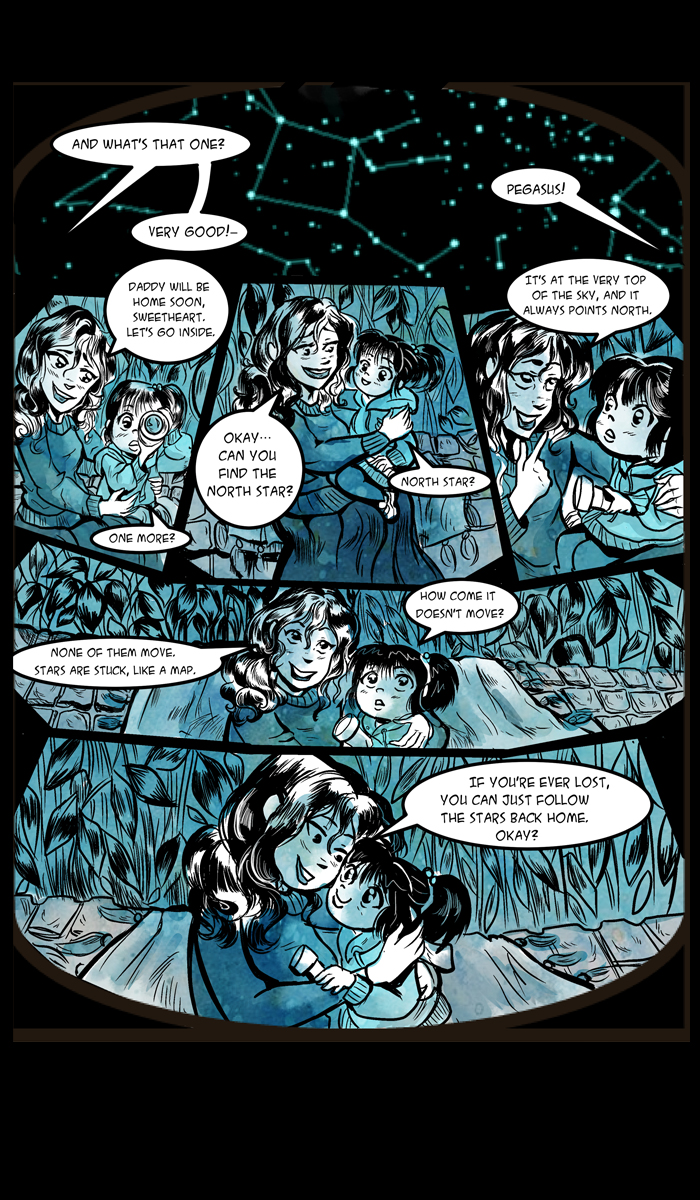 AND WHAT'S THAT ONE?
PEGASUS!
VERY GOOD!-
DADDY WILL BE
HOME SOON,
SWEETHEART.
LET'S GO INSIDE.
ONE MORE?
OKAY...
CAN YOU
FIND THE
NORTH STAR?
NORTH STAR?
IT'S AT THE VERY TOP
OF THE SKY, AND IT
ALWAYS POINTS NORTH.
HOW COME IT
DOESN'T MOVE?
NONE OF THEM MOVE.
STARS ARE STUCK, LIKE A MAP.
IF YOU'RE EVER LOST,
YOU CAN JUST FOLLOW
THE STARS BACK HOME.
OKAY?